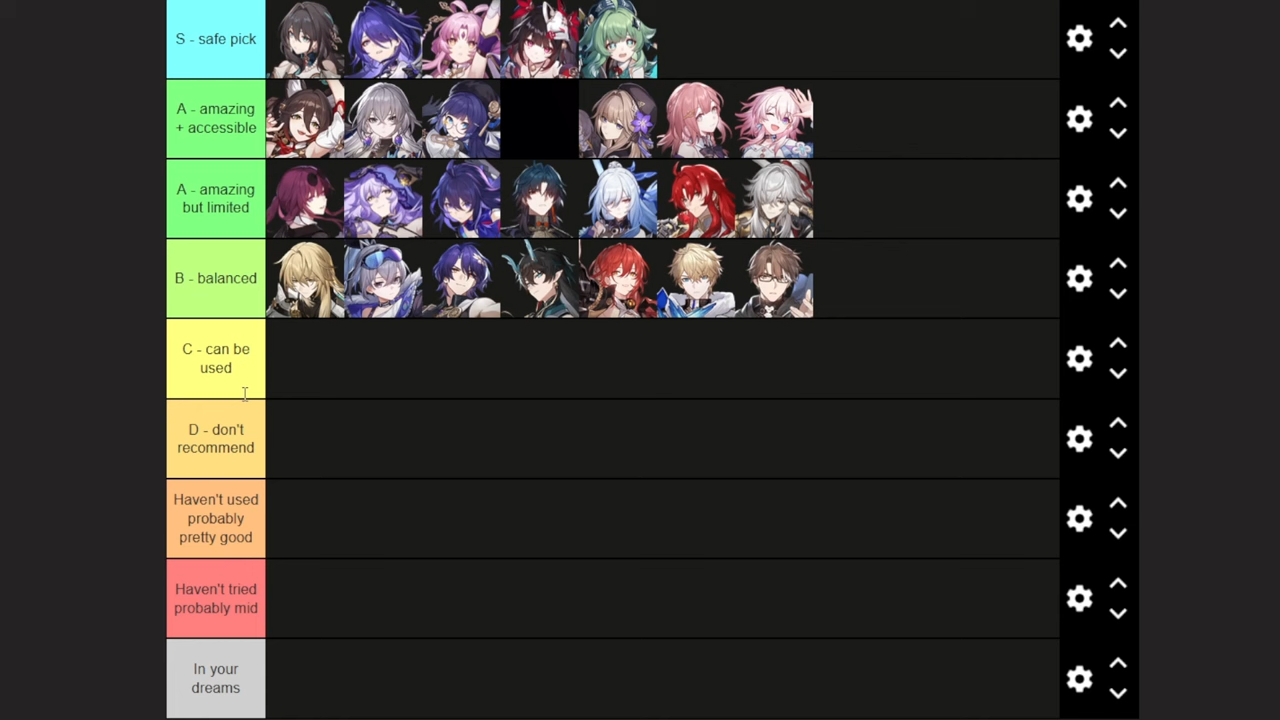 S - safe pick
A - amazing
+ accessible
A - amazing
but limited
B - balanced
C - can be
used
D - don't
recommend
Haven't used
probably
pretty good
Haven't tried
probably mid
In your
dreams